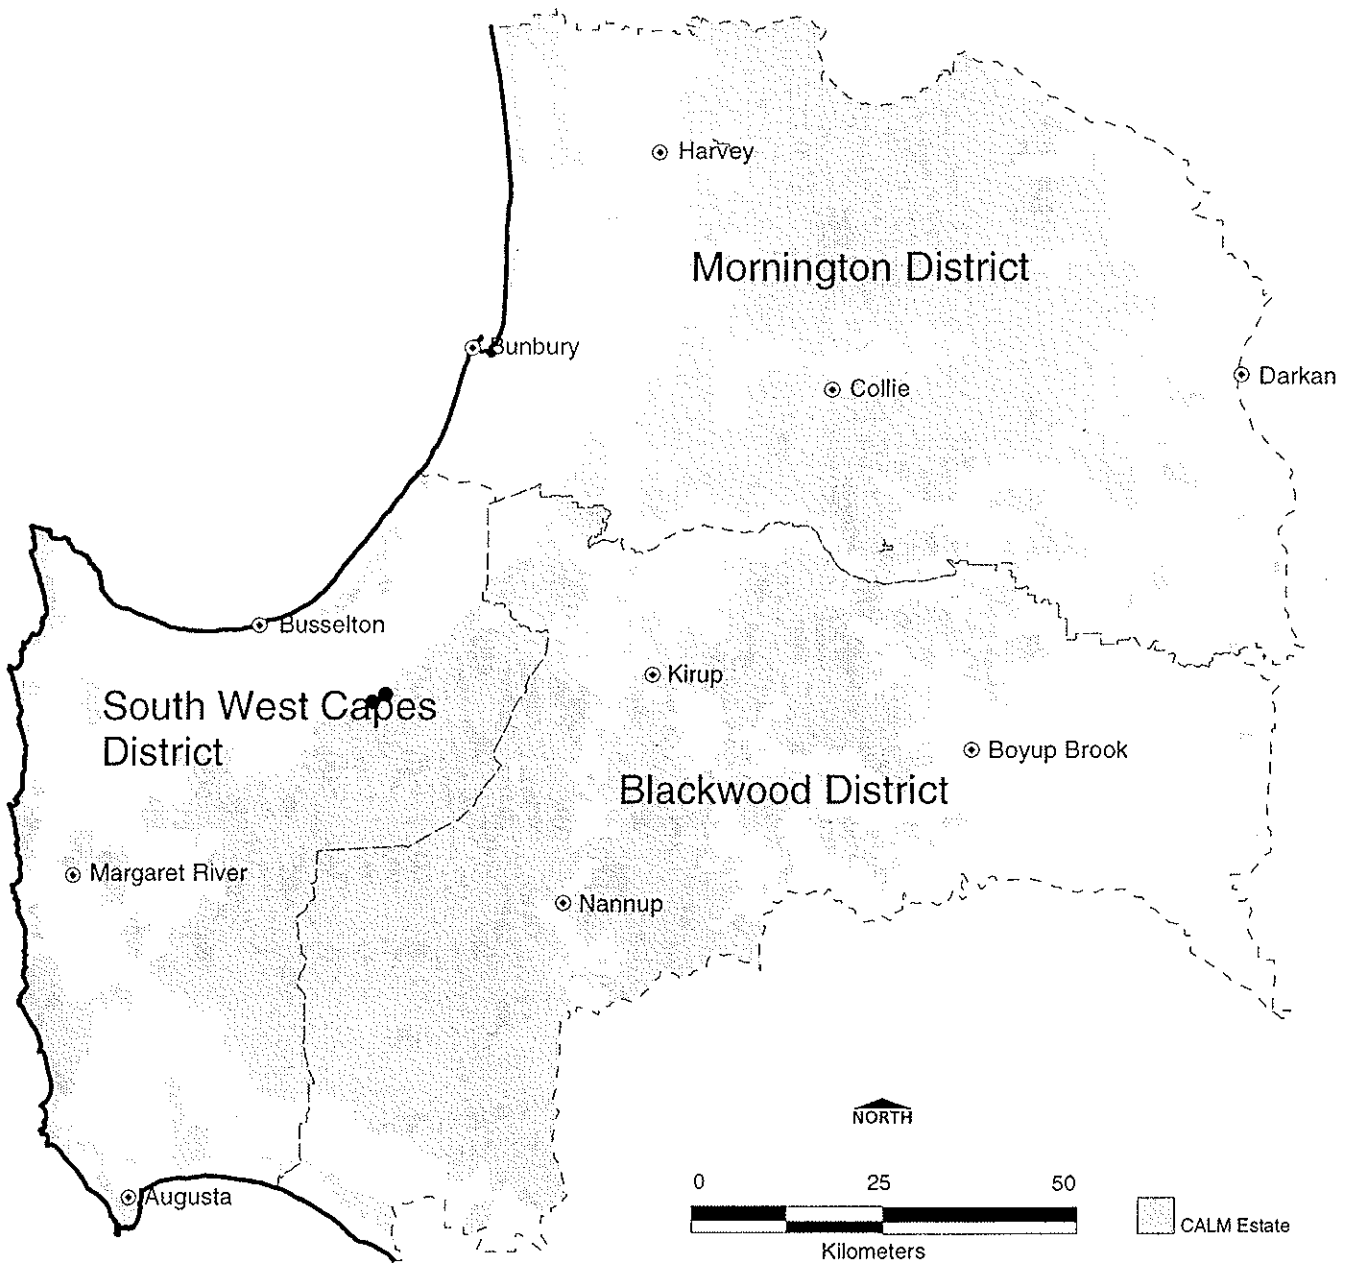 Harvey
Mornington District
Bunbury
Collie
Darkan
Busselton
Kirup
South West Capes
District
Boyup Brook
Blackwood District
Margaret River
Nannup
NORTH
0 25 50
Augusta
CALM Estate
Kilometers